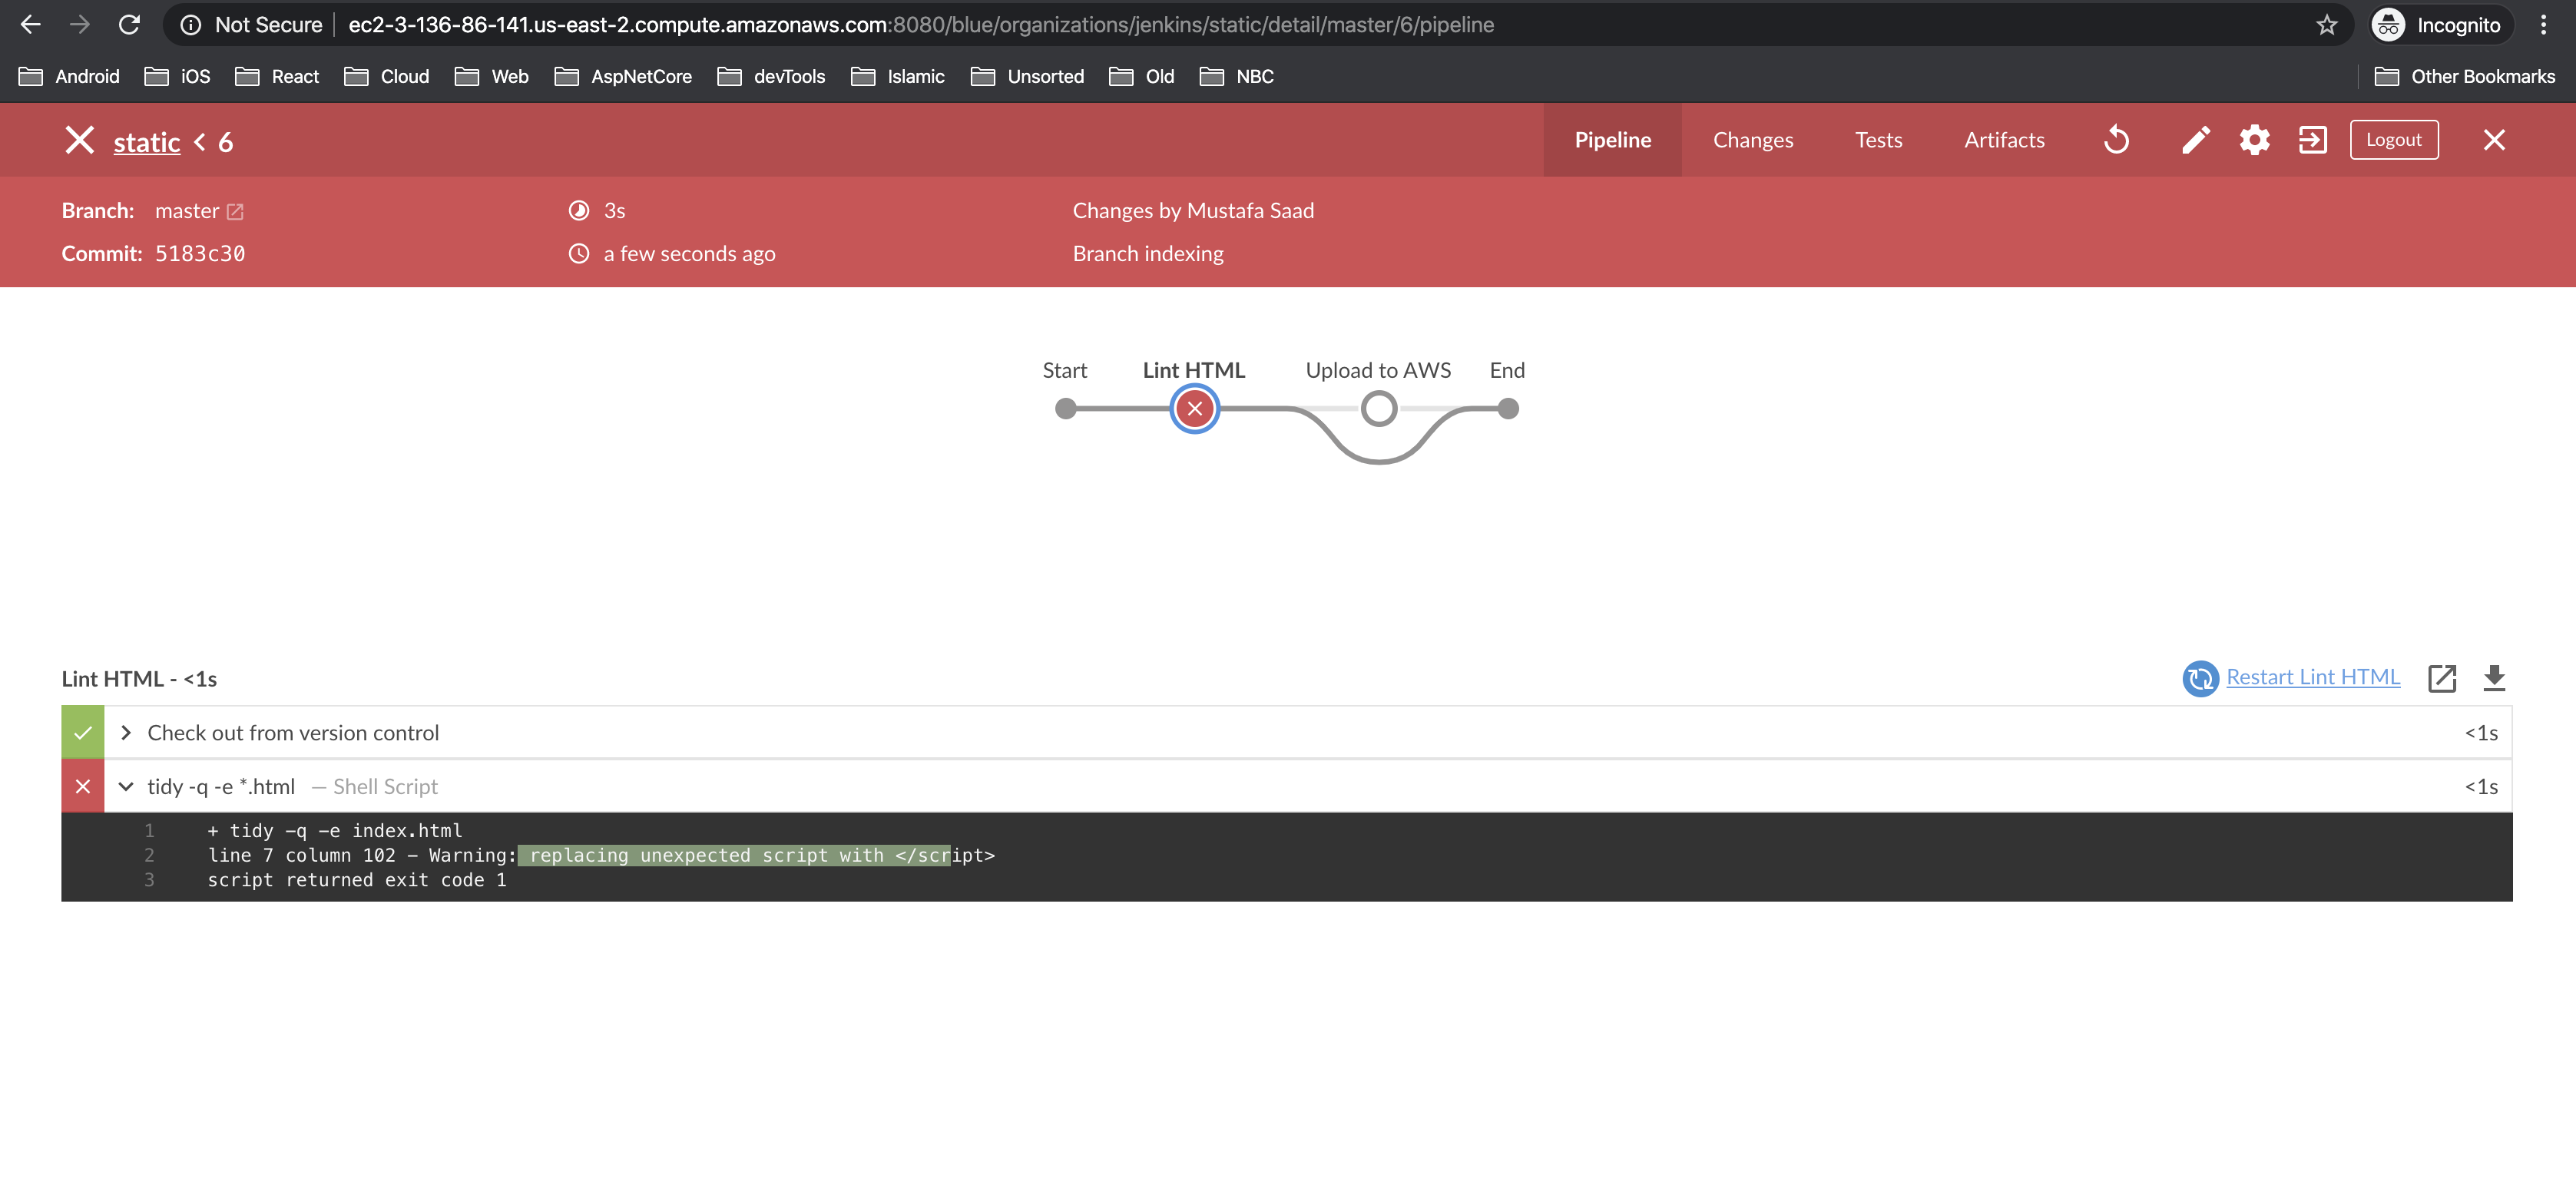 Not Secure ec2-3-136-86-141.us-east-2.compute.amazonaws.com:8080/blue/organizations/jenkins/static/detail/master/6/pipeline Incognito
Android iOS React Cloud Web AspNetCore devTools Islamic Unsorted Old NBC Other Bookmarks
static < 6 Pipeline Changes Tests Artifacts Logout
Branch: master 3s Changes by Mustafa Saad
Commit: 5183c30 a few seconds ago Branch indexing
Start Lint HTML Upload to AWS End
Lint HTML - <1s Restart Lint HTML
Check out from version control <1s
tidy -q -e *.html — Shell Script <1s
1 + tidy -q -e index.html
2 line 7 column 102 - Warning: replacing unexpected script with </script>
3 script returned exit code 1